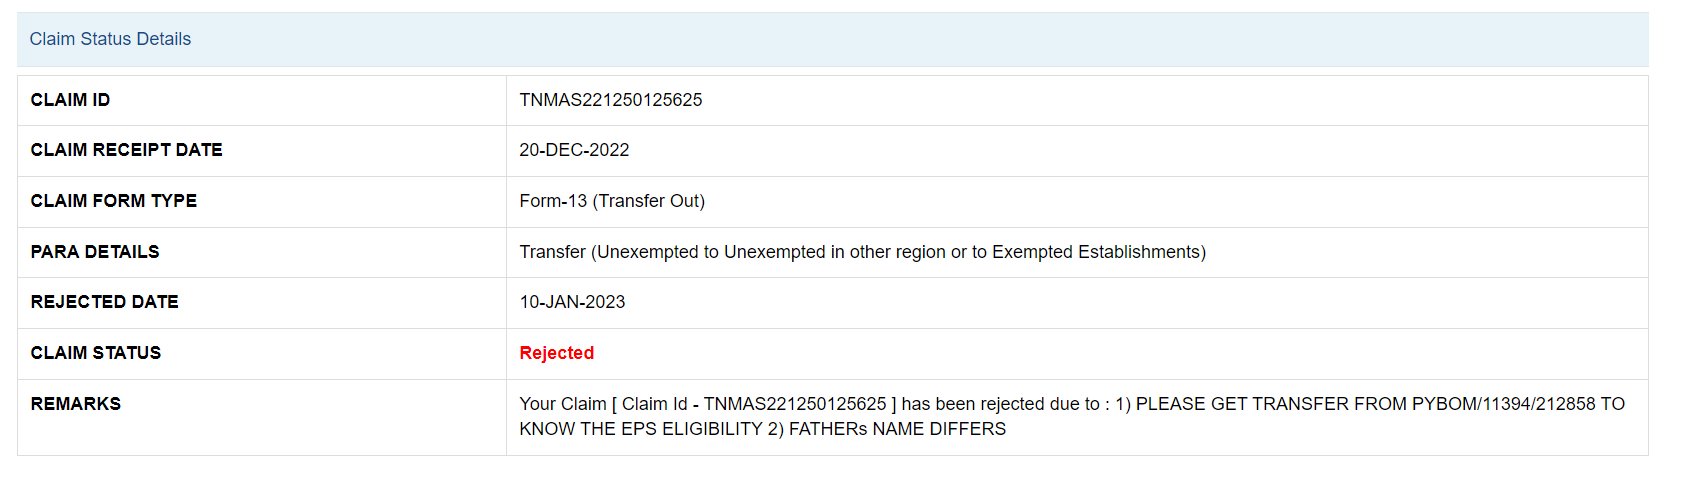 Claim Status Details
CLAIM ID TNMAS221250125625
CLAIM RECEIPT DATE 20-DEC-2022
CLAIM FORM TYPE Form-13 (Transfer Out)
PARA DETAILS Transfer (Unexempted to Unexempted in other region or to Exempted Establishments)
REJECTED DATE 10-JAN-2023
CLAIM STATUS Rejected
REMARKS Your Claim [ Claim Id - TNMAS221250125625 ] has been rejected due to : 1) PLEASE GET TRANSFER FROM PYBOM/11394/212858 TO
KNOW THE EPS ELIGIBILITY 2) FATHERs NAME DIFFERS